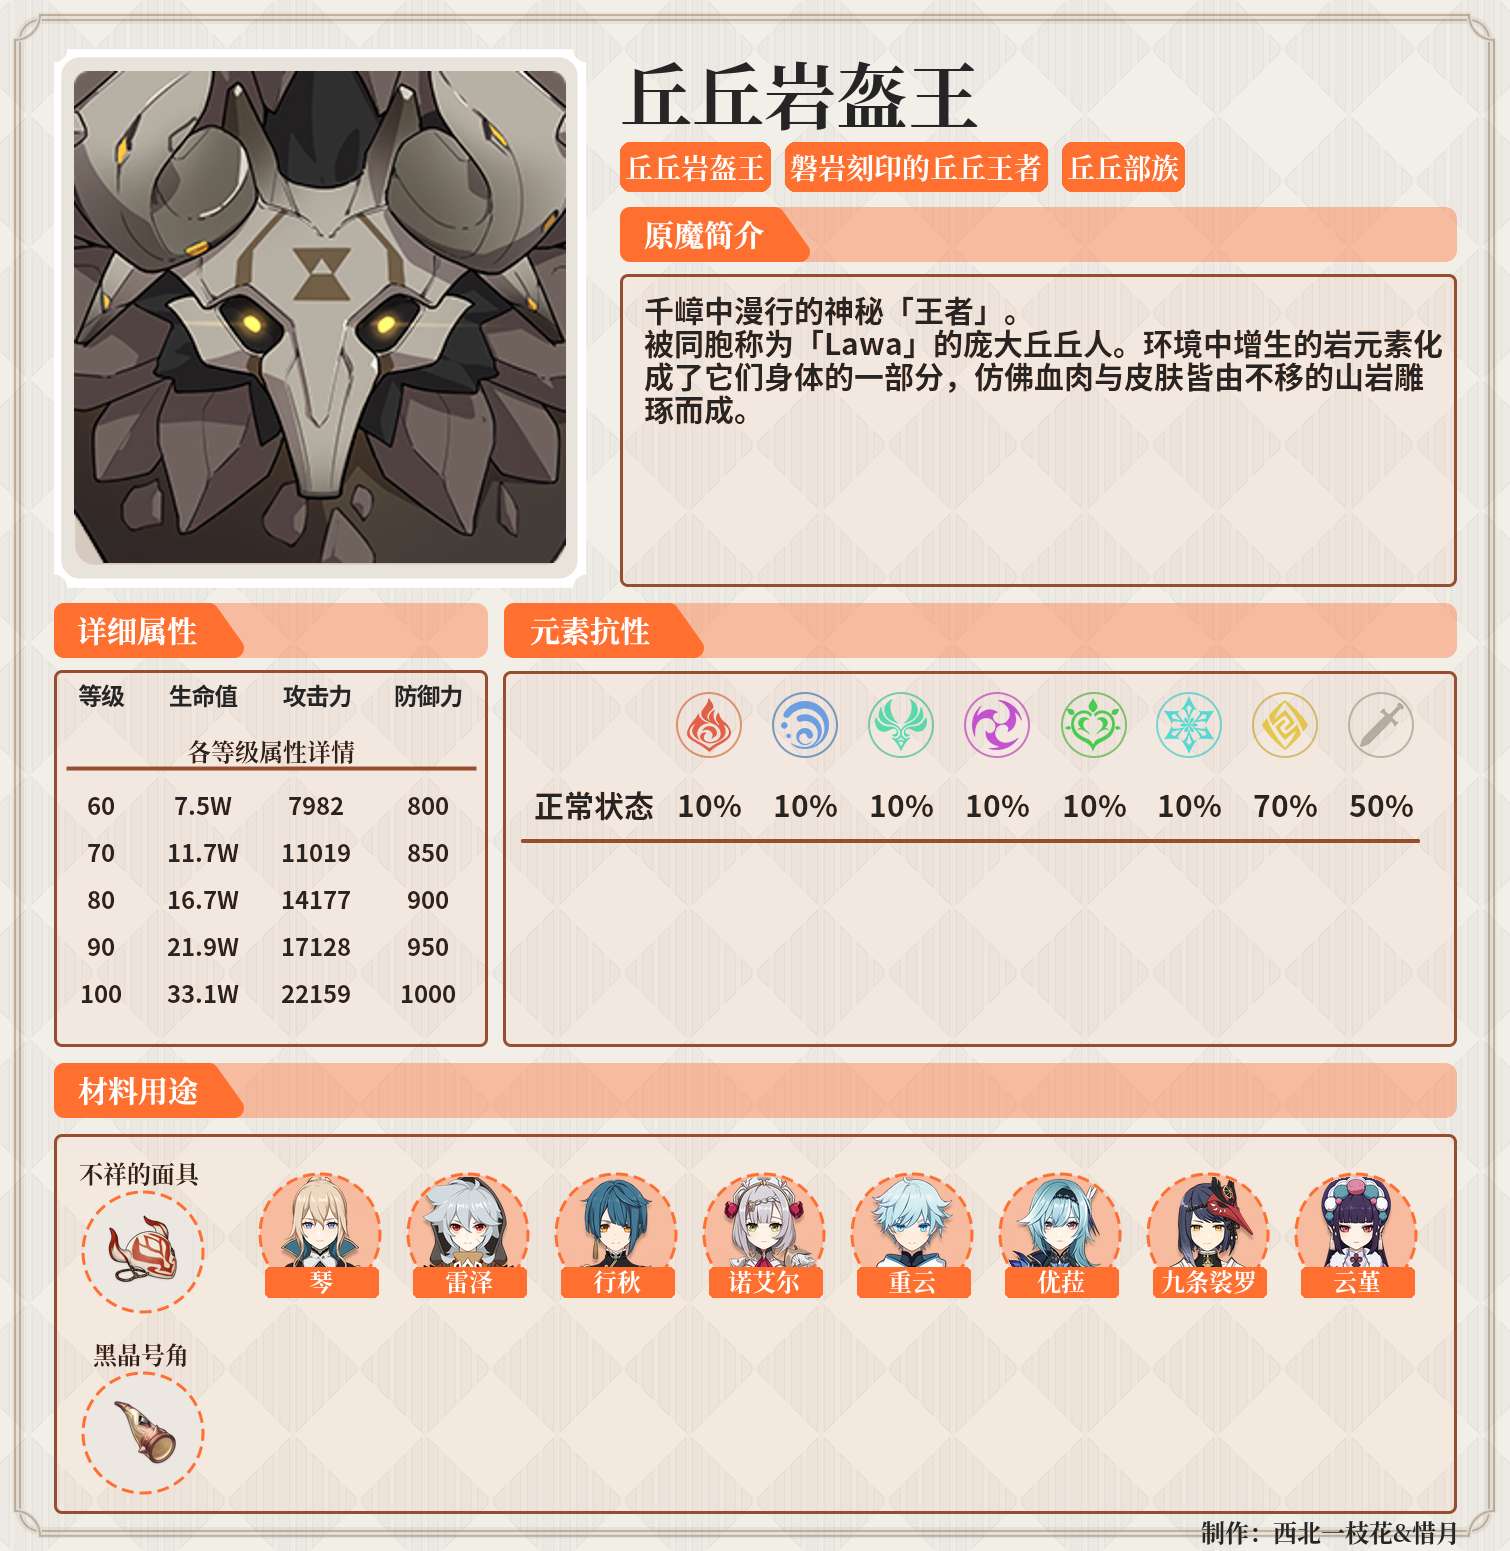 丘丘岩盔王
丘丘岩盔王 磐岩刻印的丘丘王者 丘丘部族
原魔简介
千嶂中漫行的神秘「王者」。
被同胞称为「Lawa」的庞大丘丘人。环境中增生的岩元素化
成了它们身体的一部分，仿佛血肉与皮肤皆由不移的山岩雕
琢而成。
详细属性
等级 生命值 攻击力 防御力
各等级属性详情
60 7.5W 7982 800
70 11.7W 11019 850
80 16.7W 14177 900
90 21.9W 17128 950
100 33.1W 22159 1000
元素抗性
正常状态 10% 10% 10% 10% 10% 10% 70% 50%
材料用途
不祥的面具
琴 雷泽 行秋 诺艾尔 重云 优菈 九条裟罗 云堇
黑晶号角
制作：西北一枝花&惜月